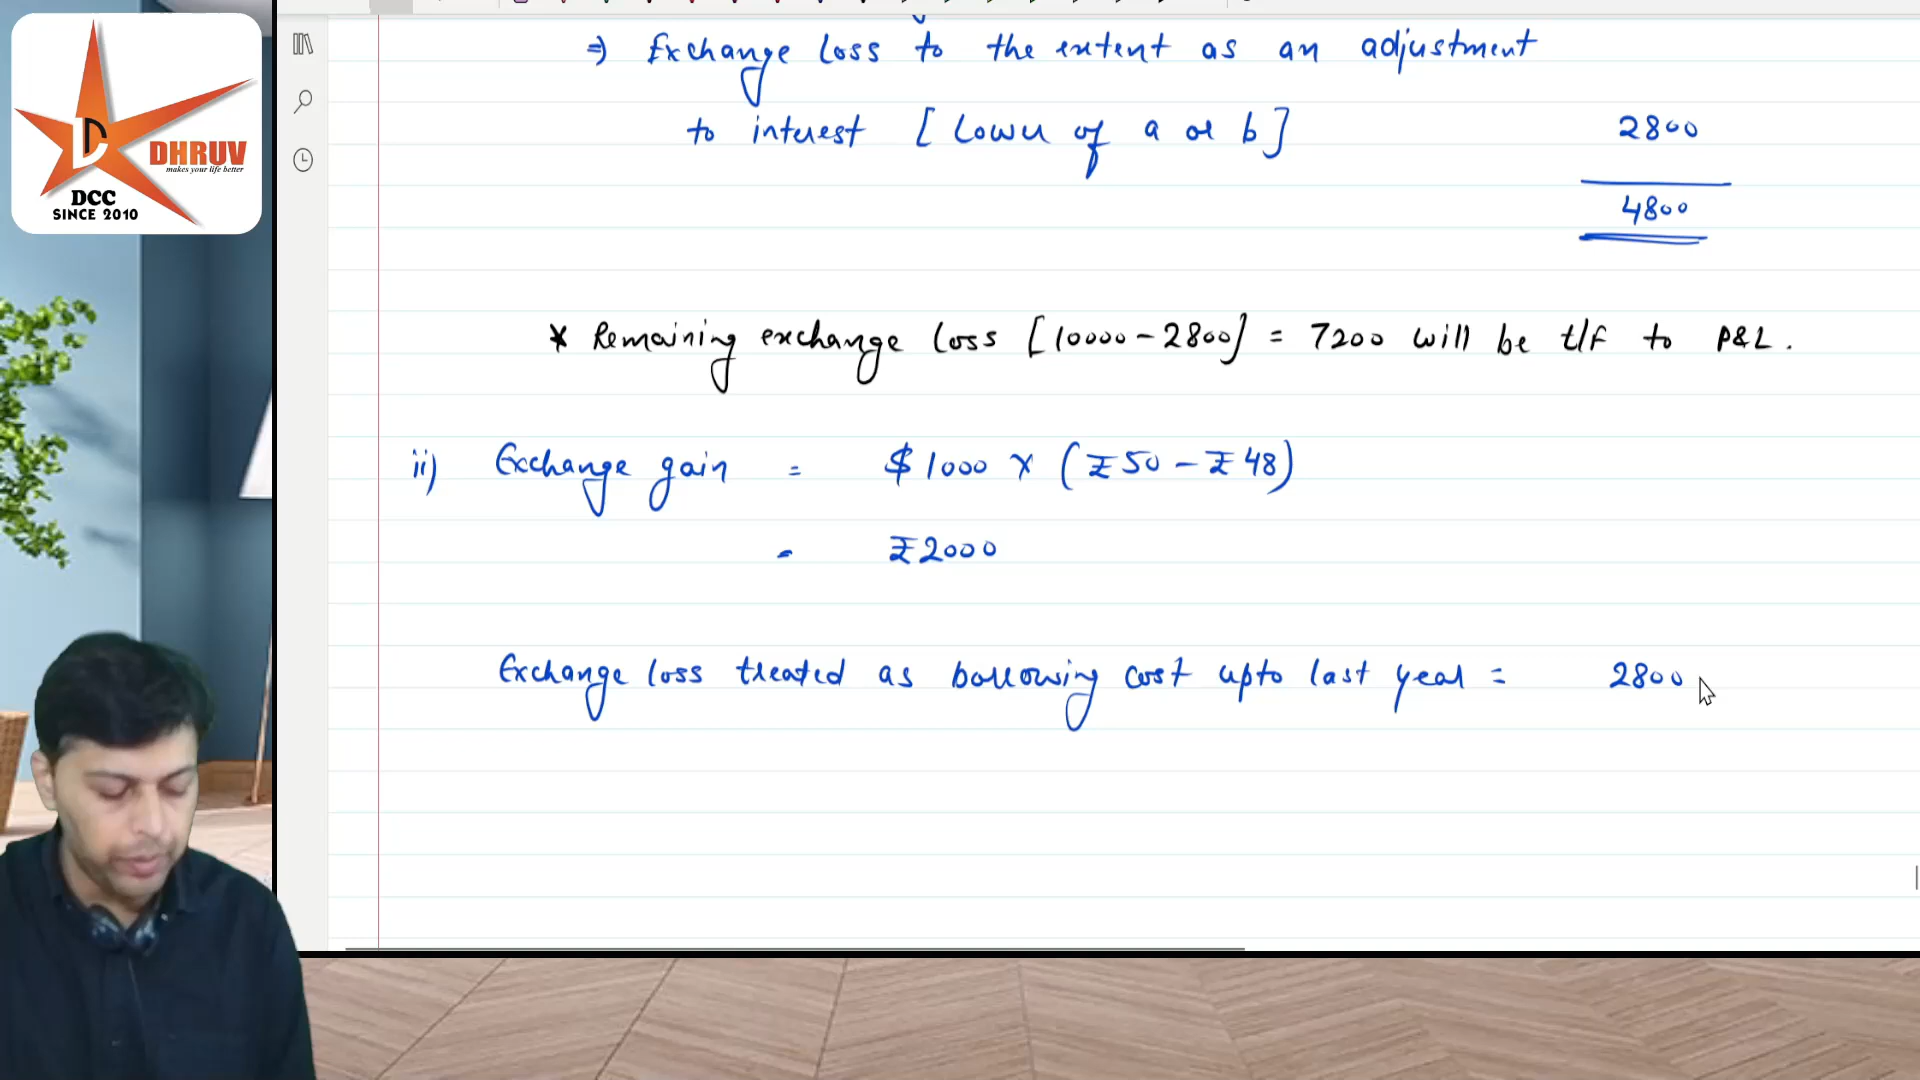 ⇒ Exchange loss to the extent as an adjustment
to interest [Lower of a or b] 2800
4800
* Remaining exchange loss [10000-2800] = 7200 will be t/f to P&L.
ii) Exchange gain = $1000 x (₹50 - ₹48)
= ₹2000
Exchange loss treated as borrowing cost upto last year = 2800
DC
DHRUV
makes your life better
DCC
SINCE 2010